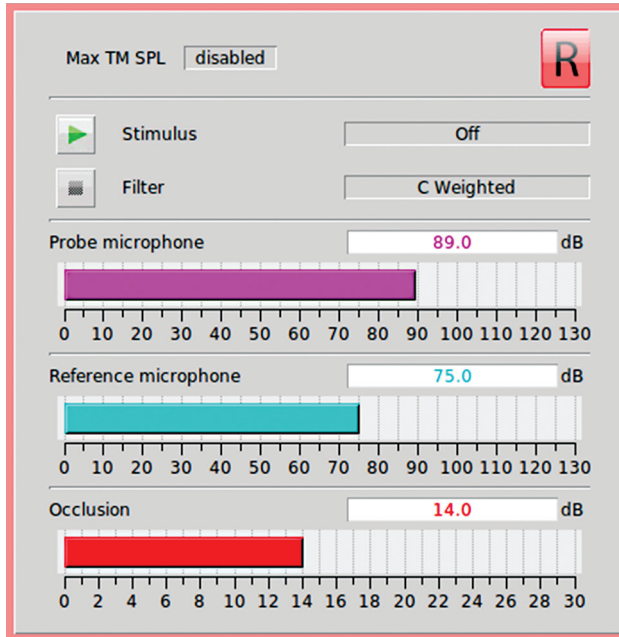 Max TM SPL disabled R
Stimulus Off
Filter C Weighted
Probe microphone 89.0 dB
0 10 20 30 40 50 60 70 80 90 100 110 120 130
Reference microphone 75.0 dB
0 10 20 30 40 50 60 70 80 90 100 110 120 130
Occlusion 14.0 dB
0 2 4 6 8 10 12 14 16 18 20 22 24 26 28 30